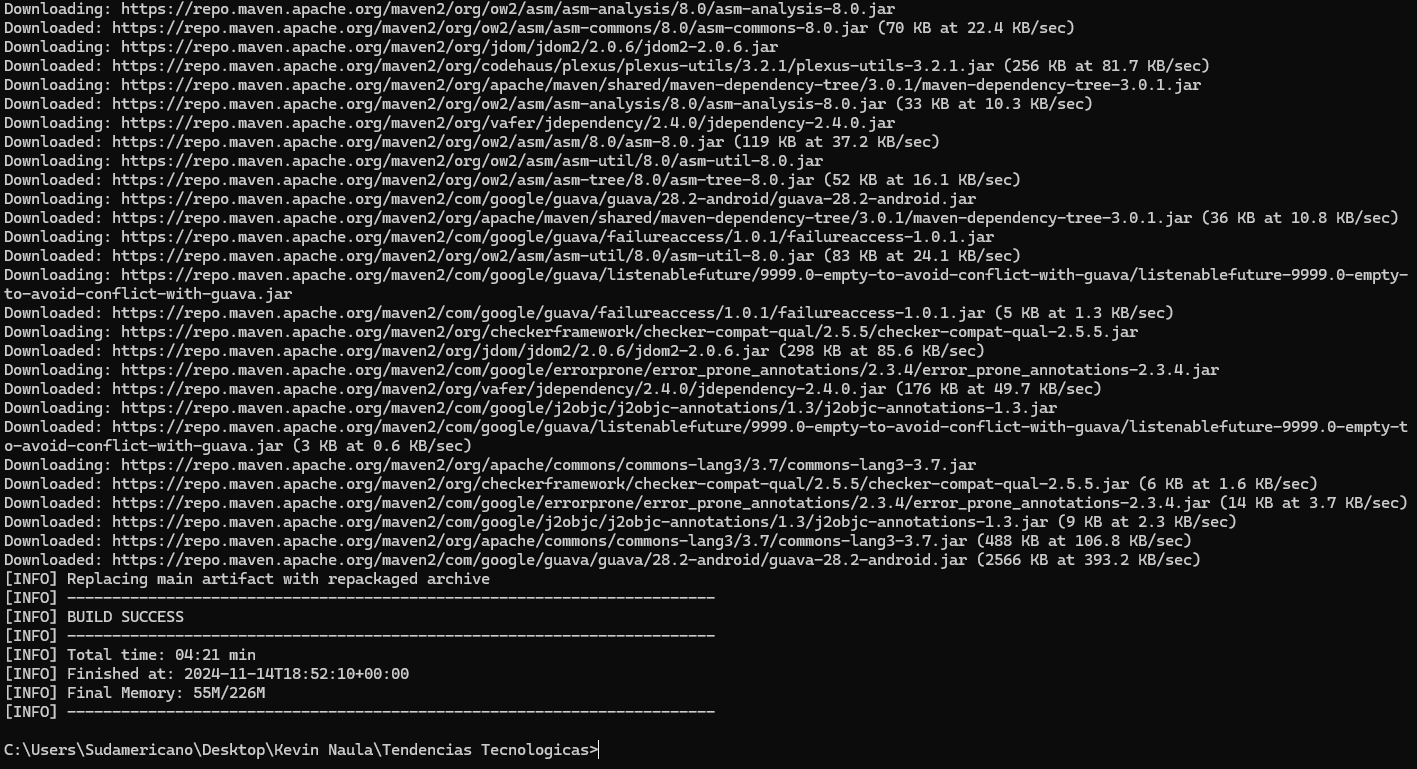 Downloading: https://repo.maven.apache.org/maven2/org/ow2/asm/asm-analysis/8.0/asm-analysis-8.0.jar
Downloaded: https://repo.maven.apache.org/maven2/org/ow2/asm/asm-commons/8.0/asm-commons-8.0.jar (70 KB at 22.4 KB/sec)
Downloading: https://repo.maven.apache.org/maven2/org/jdom/jdom2/2.0.6/jdom2-2.0.6.jar
Downloaded: https://repo.maven.apache.org/maven2/org/codehaus/plexus/plexus-utils/3.2.1/plexus-utils-3.2.1.jar (256 KB at 81.7 KB/sec)
Downloading: https://repo.maven.apache.org/maven2/org/apache/maven/shared/maven-dependency-tree/3.0.1/maven-dependency-tree-3.0.1.jar
Downloaded: https://repo.maven.apache.org/maven2/org/ow2/asm/asm-analysis/8.0/asm-analysis-8.0.jar (33 KB at 10.3 KB/sec)
Downloading: https://repo.maven.apache.org/maven2/org/vafer/jdependency/2.4.0/jdependency-2.4.0.jar
Downloaded: https://repo.maven.apache.org/maven2/org/ow2/asm/asm/8.0/asm-8.0.jar (119 KB at 37.2 KB/sec)
Downloading: https://repo.maven.apache.org/maven2/org/ow2/asm/asm-util/8.0/asm-util-8.0.jar
Downloaded: https://repo.maven.apache.org/maven2/org/ow2/asm/asm-tree/8.0/asm-tree-8.0.jar (52 KB at 16.1 KB/sec)
Downloading: https://repo.maven.apache.org/maven2/com/google/guava/guava/28.2-android/guava-28.2-android.jar
Downloaded: https://repo.maven.apache.org/maven2/org/apache/maven/shared/maven-dependency-tree/3.0.1/maven-dependency-tree-3.0.1.jar (36 KB at 10.8 KB/sec)
Downloading: https://repo.maven.apache.org/maven2/com/google/guava/failureaccess/1.0.1/failureaccess-1.0.1.jar
Downloaded: https://repo.maven.apache.org/maven2/org/ow2/asm/asm-util/8.0/asm-util-8.0.jar (83 KB at 24.1 KB/sec)
Downloading: https://repo.maven.apache.org/maven2/com/google/guava/listenablefuture/9999.0-empty-to-avoid-conflict-with-guava/listenablefuture-9999.0-empty-
to-avoid-conflict-with-guava.jar
Downloaded: https://repo.maven.apache.org/maven2/com/google/guava/failureaccess/1.0.1/failureaccess-1.0.1.jar (5 KB at 1.3 KB/sec)
Downloading: https://repo.maven.apache.org/maven2/org/checkerframework/checker-compat-qual/2.5.5/checker-compat-qual-2.5.5.jar
Downloaded: https://repo.maven.apache.org/maven2/org/jdom/jdom2/2.0.6/jdom2-2.0.6.jar (298 KB at 85.6 KB/sec)
Downloading: https://repo.maven.apache.org/maven2/com/google/errorprone/error_prone_annotations/2.3.4/error_prone_annotations-2.3.4.jar
Downloaded: https://repo.maven.apache.org/maven2/org/vafer/jdependency/2.4.0/jdependency-2.4.0.jar (176 KB at 49.7 KB/sec)
Downloading: https://repo.maven.apache.org/maven2/com/google/j2objc/j2objc-annotations/1.3/j2objc-annotations-1.3.jar
Downloaded: https://repo.maven.apache.org/maven2/com/google/guava/listenablefuture/9999.0-empty-to-avoid-conflict-with-guava/listenablefuture-9999.0-empty-t
o-avoid-conflict-with-guava.jar (3 KB at 0.6 KB/sec)
Downloading: https://repo.maven.apache.org/maven2/org/apache/commons/commons-lang3/3.7/commons-lang3-3.7.jar
Downloaded: https://repo.maven.apache.org/maven2/org/checkerframework/checker-compat-qual/2.5.5/checker-compat-qual-2.5.5.jar (6 KB at 1.6 KB/sec)
Downloaded: https://repo.maven.apache.org/maven2/com/google/errorprone/error_prone_annotations/2.3.4/error_prone_annotations-2.3.4.jar (14 KB at 3.7 KB/sec)
Downloaded: https://repo.maven.apache.org/maven2/com/google/j2objc/j2objc-annotations/1.3/j2objc-annotations-1.3.jar (9 KB at 2.3 KB/sec)
Downloaded: https://repo.maven.apache.org/maven2/org/apache/commons/commons-lang3/3.7/commons-lang3-3.7.jar (488 KB at 106.8 KB/sec)
Downloaded: https://repo.maven.apache.org/maven2/com/google/guava/guava/28.2-android/guava-28.2-android.jar (2566 KB at 393.2 KB/sec)
[INFO] Replacing main artifact with repackaged archive
[INFO] ------------------------------------------------------------------------
[INFO] BUILD SUCCESS
[INFO] ------------------------------------------------------------------------
[INFO] Total time: 04:21 min
[INFO] Finished at: 2024-11-14T18:52:10+00:00
[INFO] Final Memory: 55M/226M
[INFO] ------------------------------------------------------------------------
C:\Users\Sudamericano\Desktop\Kevin Naula\Tendencias Tecnologicas>